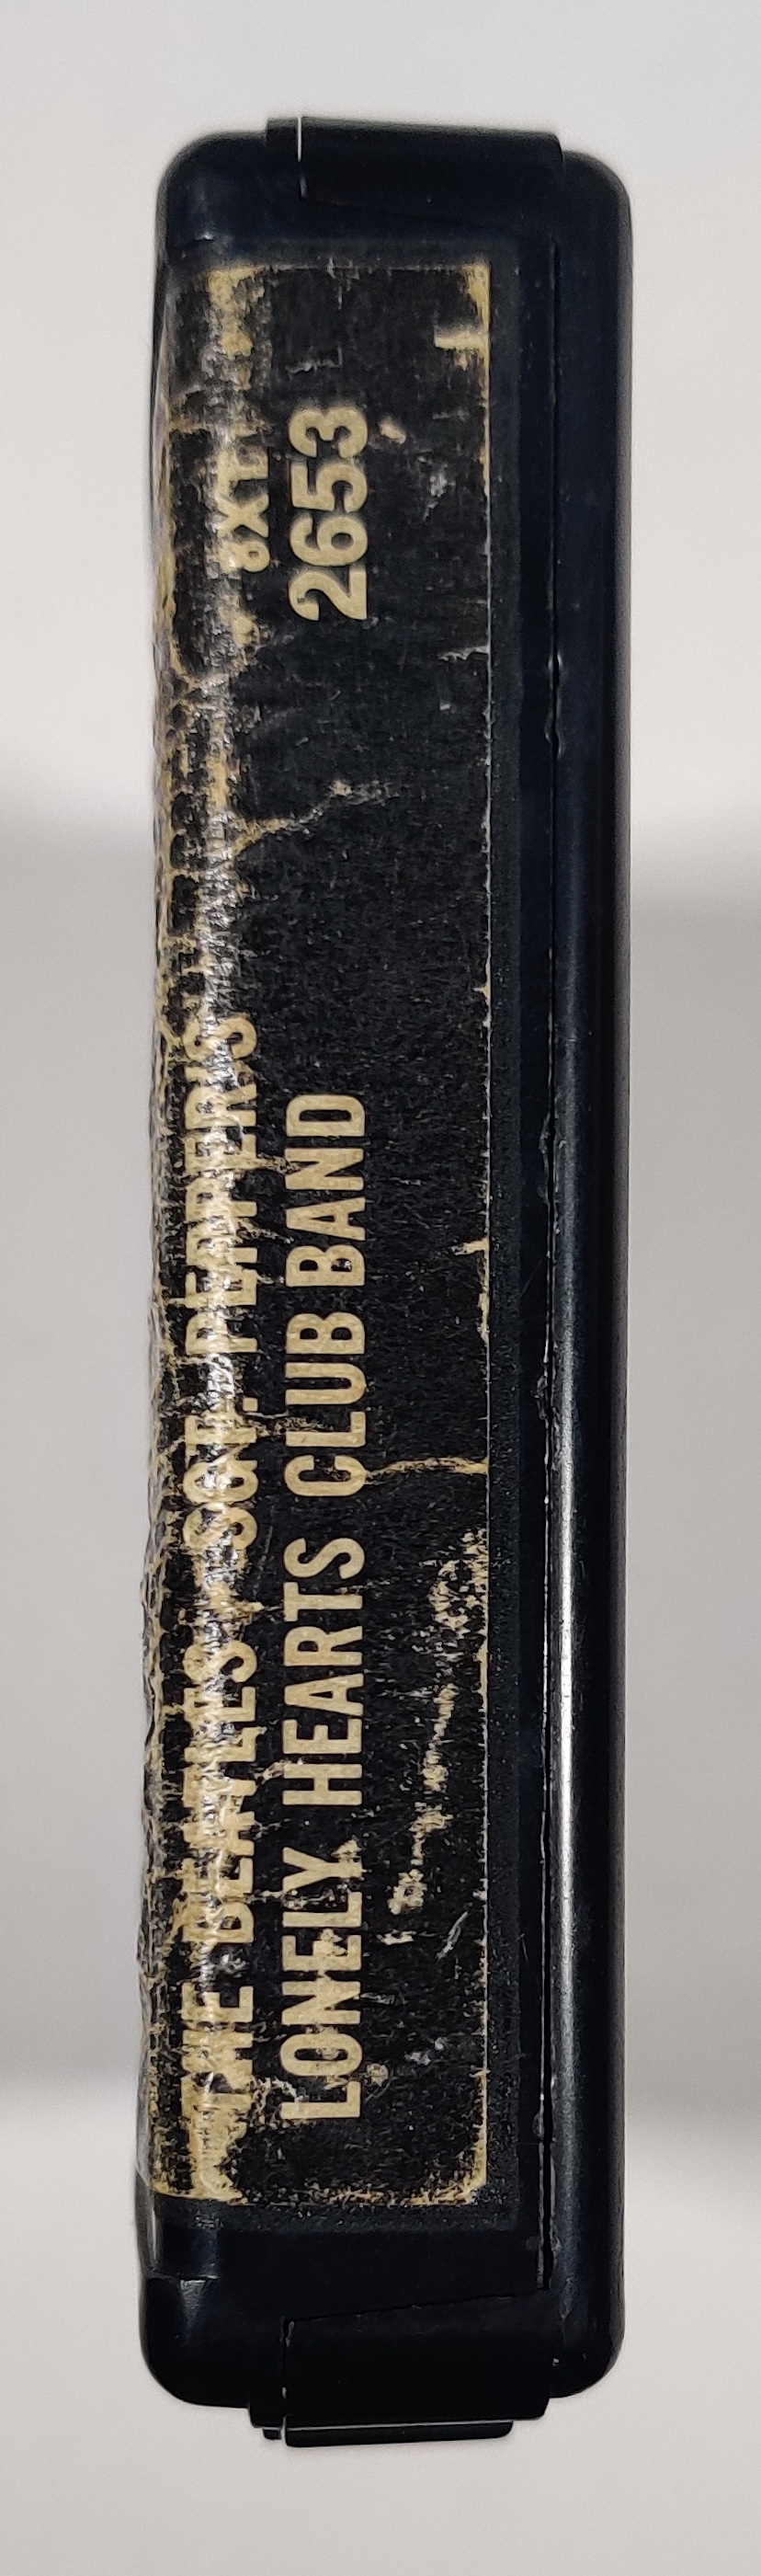 THE BEATLES • SGT. PEPPER'S
LONELY HEARTS CLUB BAND
8XT
2653